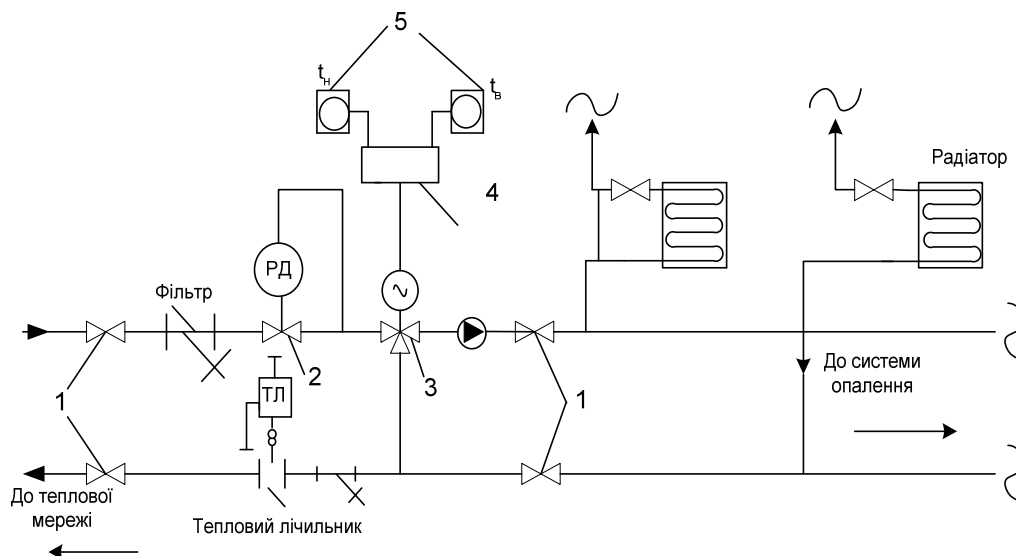 5
tн
tв
Радіатор
4
РД
Фільтр
2
3
1
ТЛ
1
До системи
опалення
До теплової
мережі
Тепловий лічильник